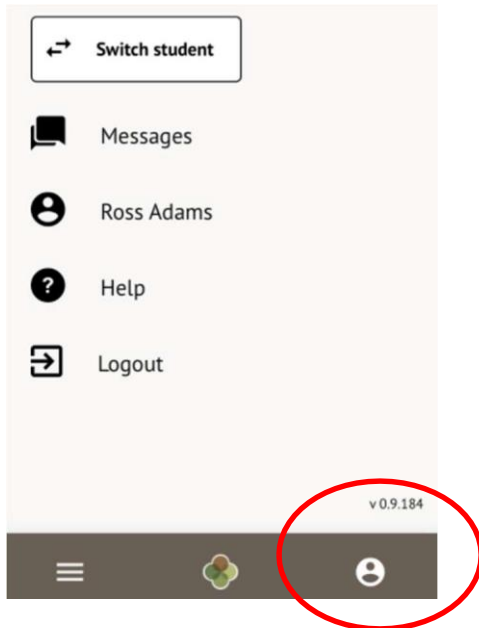 Switch student
Messages
Ross Adams
? Help
Logout
v 0.9.184